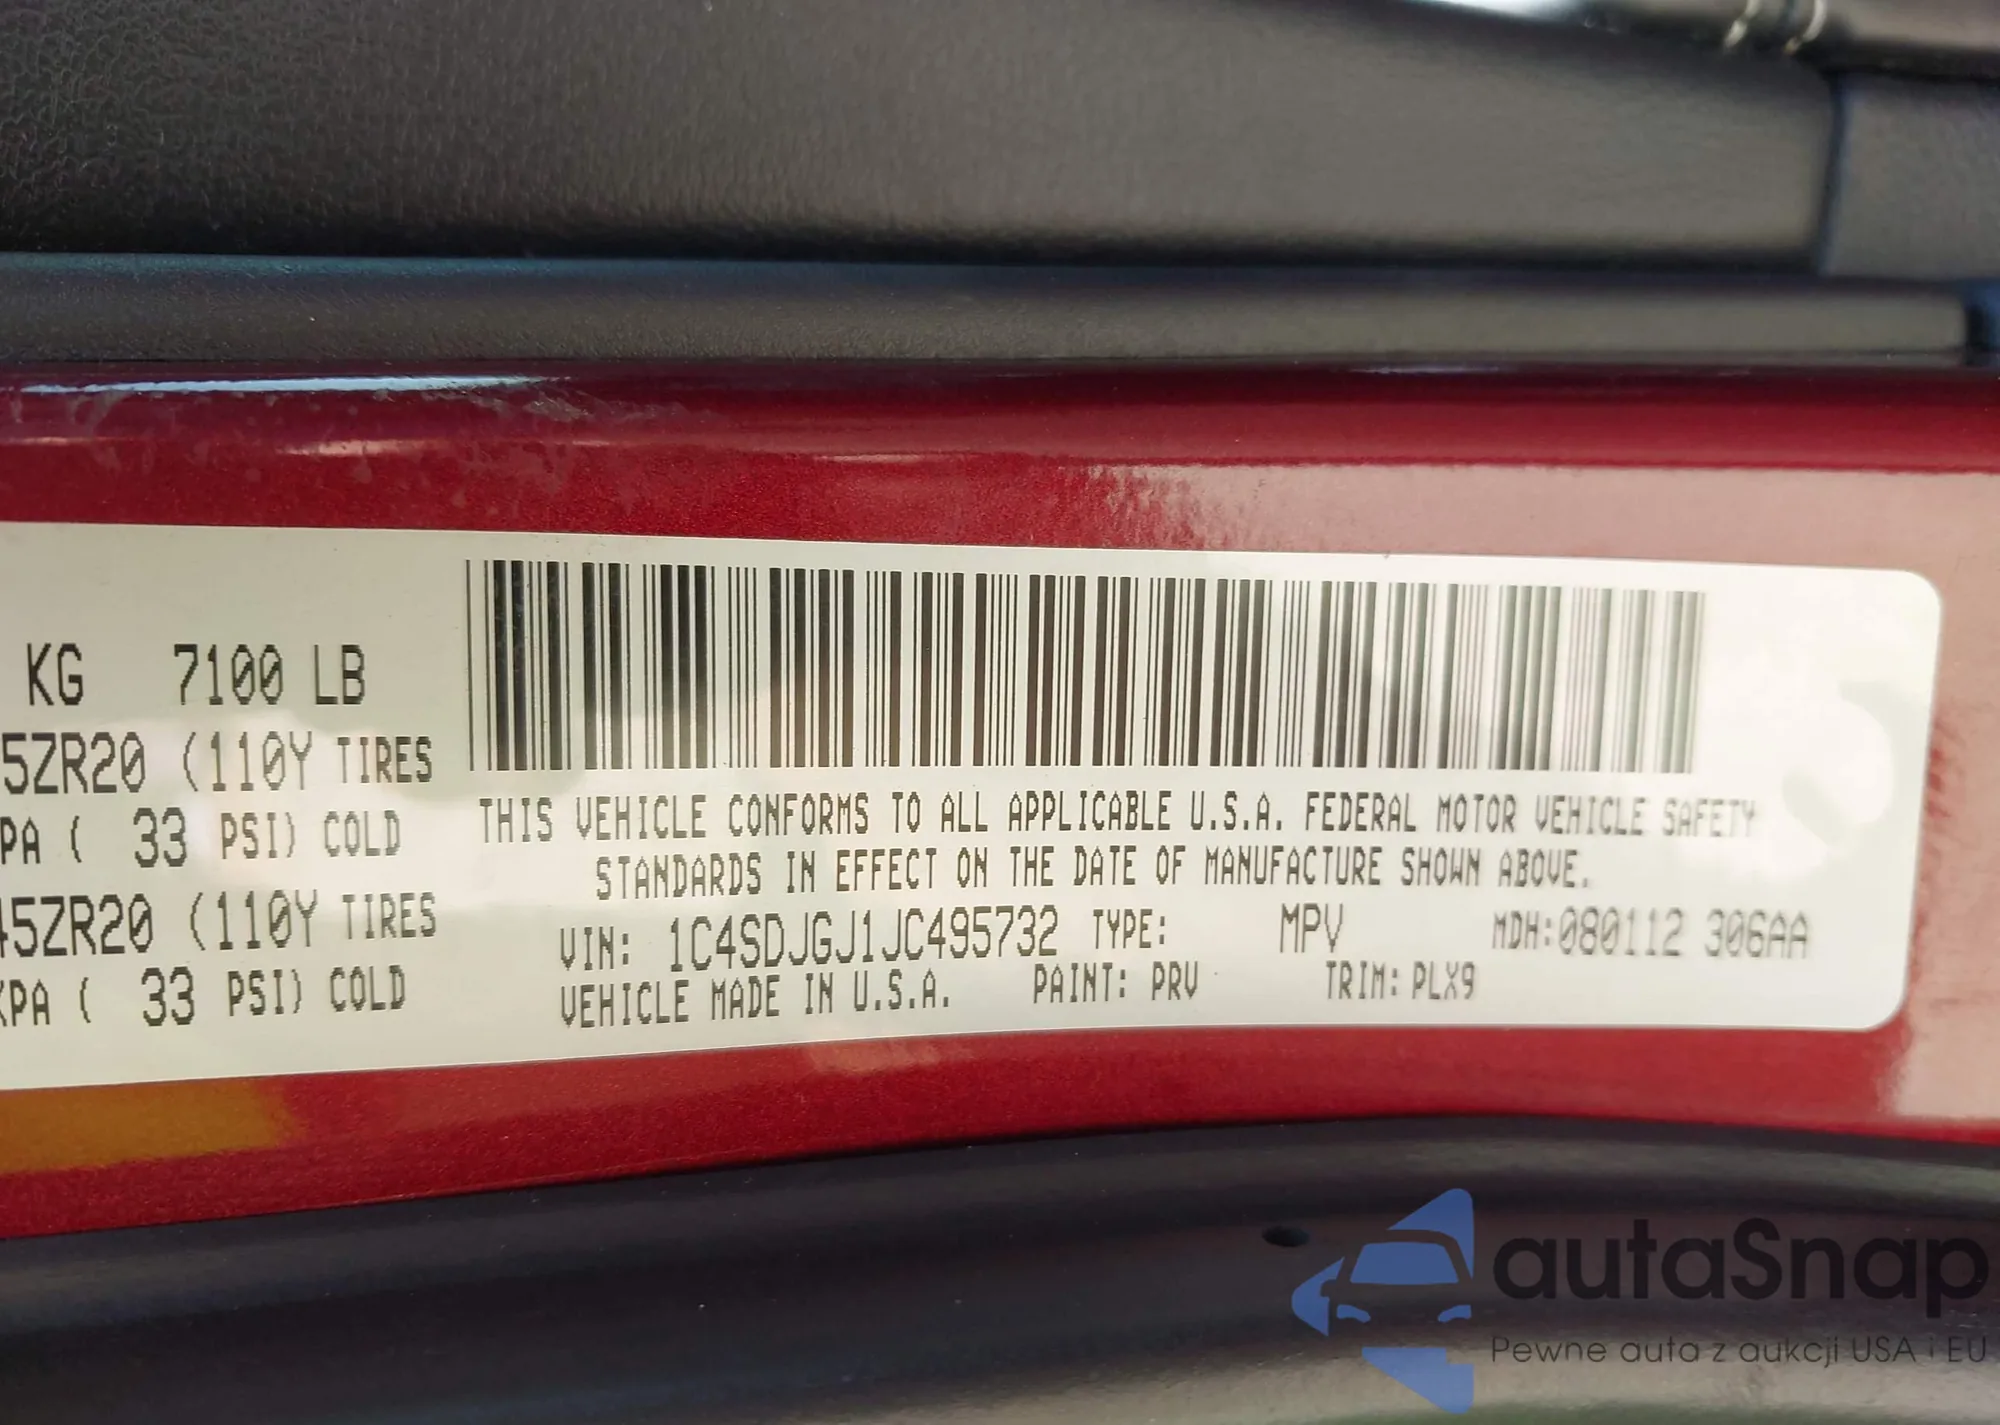 KG 7100 LB
5ZR20 (110Y TIRES
PA ( 33 PSI) COLD
45ZR20 (110Y TIRES
KPA ( 33 PSI) COLD
THIS VEHICLE CONFORMS TO ALL APPLICABLE U.S.A. FEDERAL MOTOR VEHICLE SAFETY
STANDARDS IN EFFECT ON THE DATE OF MANUFACTURE SHOWN ABOVE.
VIN: 1C4SDJGJ1JC495732 TYPE: MPV MDH:080112 306AA
VEHICLE MADE IN U.S.A. PAINT: PRV TRIM: PLX9
autaSnap
Pewne auta z aukcji USA i EU